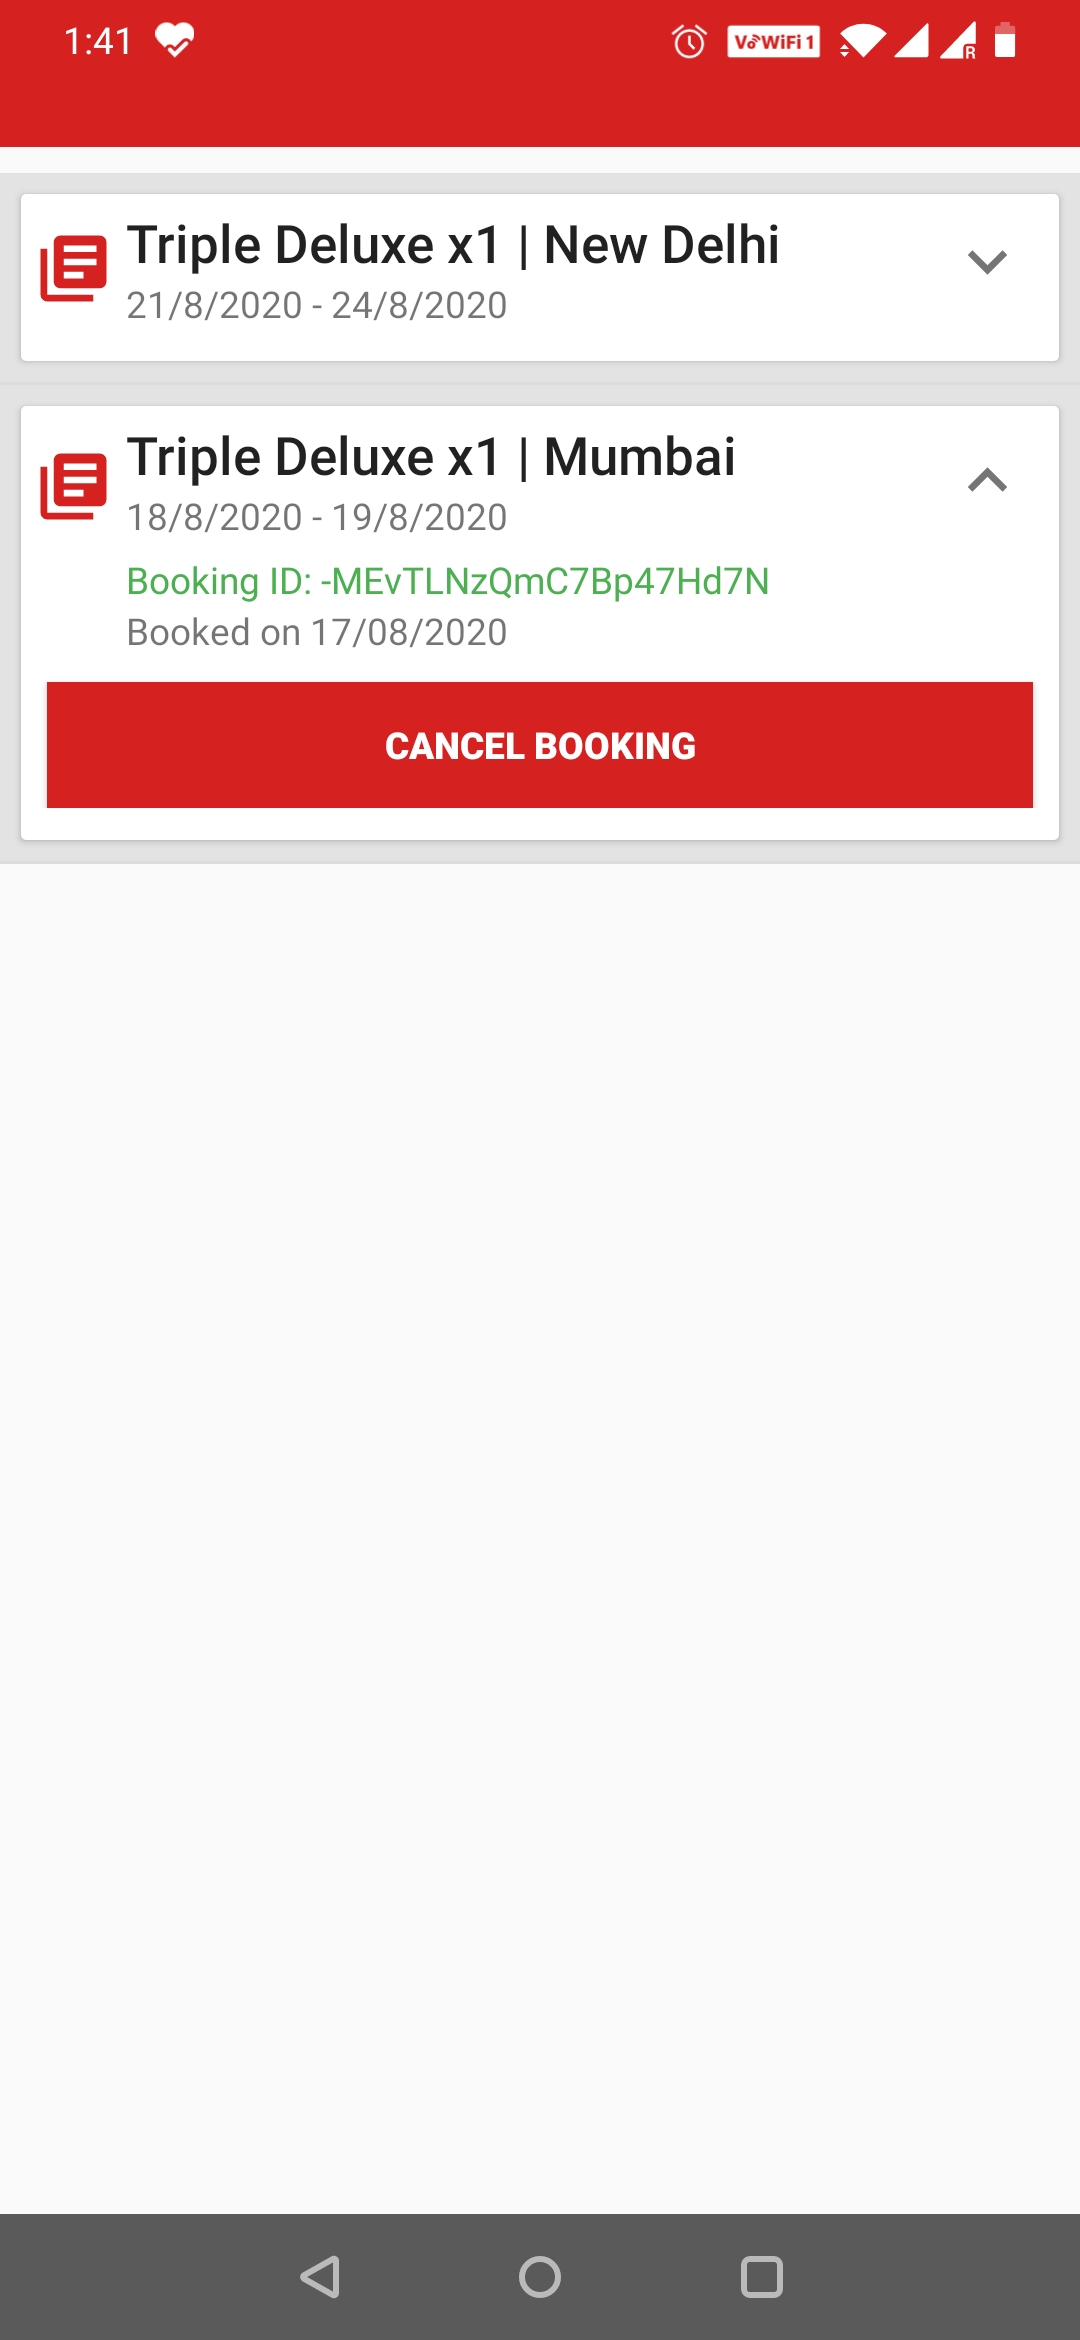 1:41
VoWiFi 1
R
Triple Deluxe x1 | New Delhi
21/8/2020 - 24/8/2020
Triple Deluxe x1 | Mumbai
18/8/2020 - 19/8/2020
Booking ID: -MEvTLNzQmC7Bp47Hd7N
Booked on 17/08/2020
CANCEL BOOKING